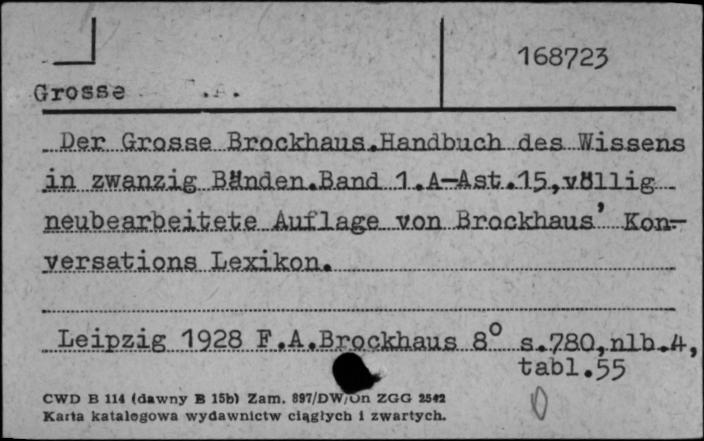 168723
Grosse
Der Grosse Brockhaus.Handbuch des Wissens
in zwanzig Bänden.Band 1.A-Ast.15,völlig
neubearbeitete Auflage von Brockhaus' Kon-
versations Lexikon.
Leipzig 1928 F.A.Brockhaus 8° s.780,nlb.4,
tabl.55
CWD B 114 (dawny B 15b) Zam. 897/DW/On ZGG 2542
Karta katalogowa wydawnictw ciągłych i zwartych.